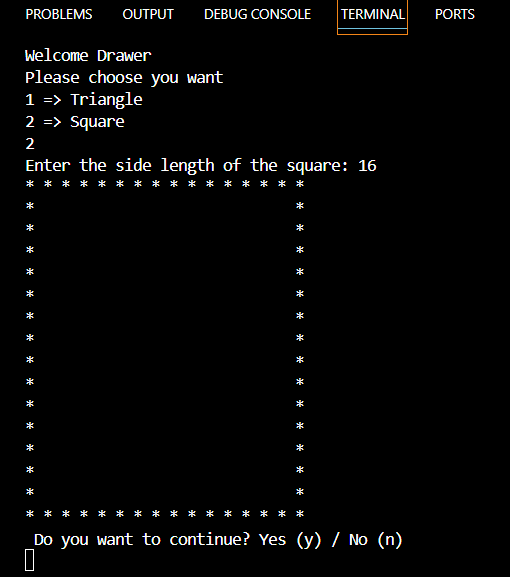 PROBLEMS OUTPUT DEBUG CONSOLE TERMINAL PORTS
Welcome Drawer
Please choose you want
1 => Triangle
2 => Square
2
Enter the side length of the square: 16
* * * * * * * * * * * * * * * *
*                             *
*                             *
*                             *
*                             *
*                             *
*                             *
*                             *
*                             *
*                             *
*                             *
*                             *
*                             *
*                             *
*                             *
* * * * * * * * * * * * * * * *
 Do you want to continue? Yes (y) / No (n)